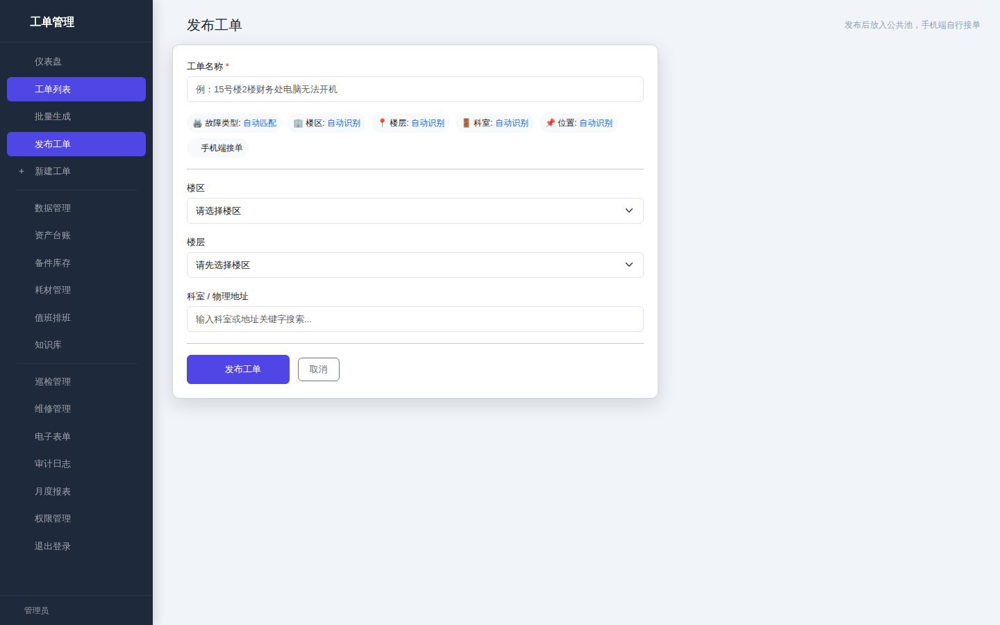 工单管理
仪表盘
工单列表
批量生成
发布工单
+ 新建工单
数据管理
资产台账
备件库存
耗材管理
值班排班
知识库
巡检管理
维修管理
电子表单
审计日志
月度报表
权限管理
退出登录
管理员
发布工单
发布后放入公共池，手机端自行接单
工单名称 *
例：15号楼2楼财务处电脑无法开机
故障类型: 自动匹配 楼区: 自动识别 楼层: 自动识别 科室: 自动识别 位置: 自动识别
手机端接单
楼区
请选择楼区
楼层
请先选择楼区
科室 / 物理地址
输入科室或地址关键字搜索...
发布工单 取消